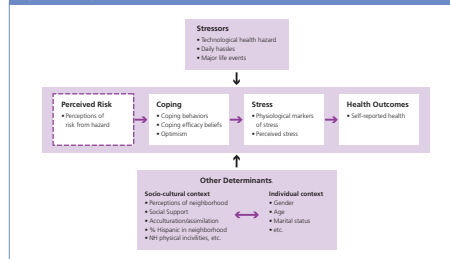 Stressors
• Technological health hazard
• Daily hassles
• Major life events
Perceived Risk
• Perceptions of
risk from hazard
Coping
• Coping behaviors
• Coping efficacy beliefs
• Optimism
Stress
• Physiological markers
of stress
• Perceived stress
Health Outcomes
• Self-reported health
Other Determinants
Socio-cultural context
• Perceptions of neighborhood
• Social Support
• Acculturation/assimilation
• % Hispanic in neighborhood
• NH physical incivilities, etc.
Individual context
• Gender
• Age
• Marital status
• etc.